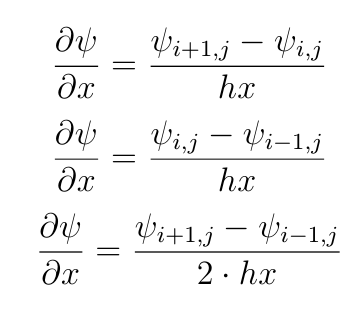 ∂ψ/∂x = (ψ_{i+1,j} − ψ_{i,j})/hx
∂ψ/∂x = (ψ_{i,j} − ψ_{i−1,j})/hx
∂ψ/∂x = (ψ_{i+1,j} − ψ_{i−1,j})/(2 · hx)